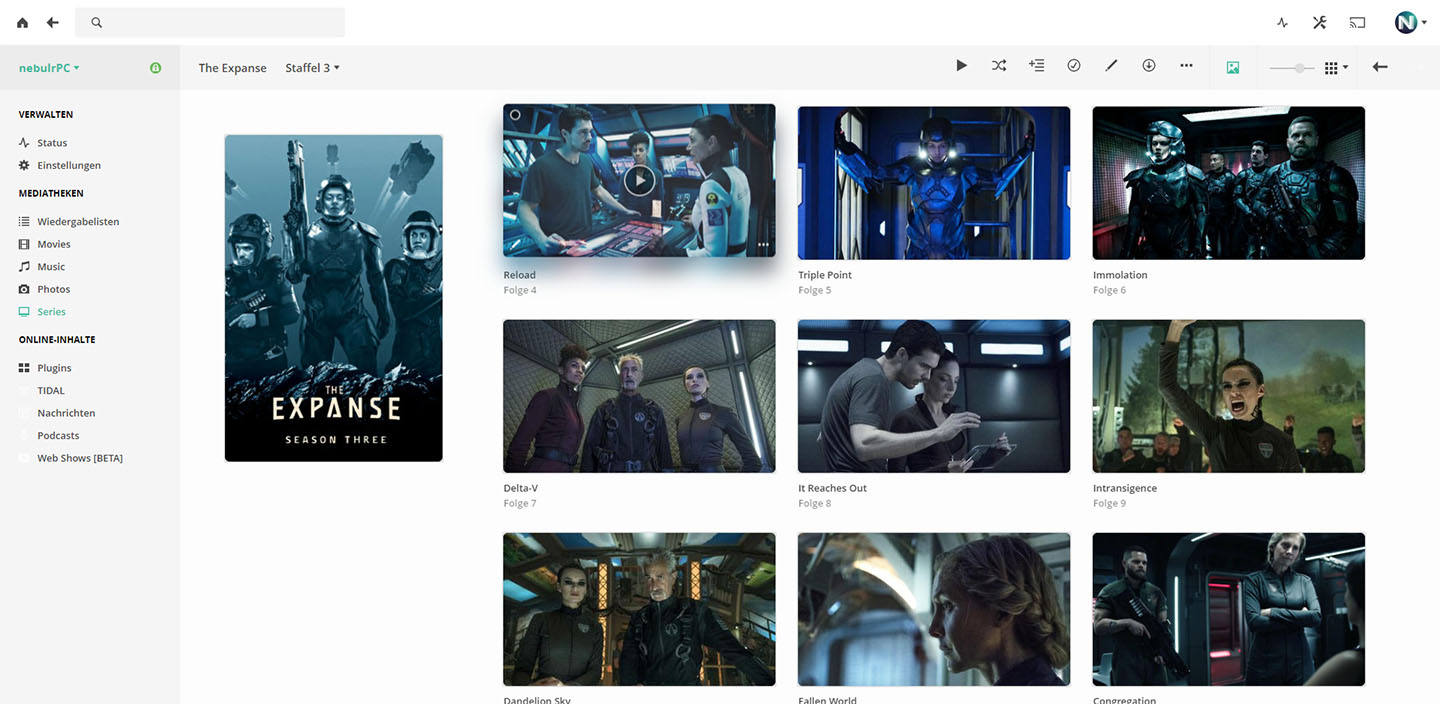 N
nebulrPC
The Expanse
Staffel 3
VERWALTEN
Status
Einstellungen
MEDIATHEKEN
Wiedergabelisten
Movies
Music
Photos
Series
ONLINE-INHALTE
Plugins
TIDAL
Nachrichten
Podcasts
Web Shows [BETA]
THE
EXPANSE
SEASON THREE
Reload
Folge 4
Triple Point
Folge 5
Immolation
Folge 6
Delta-V
Folge 7
It Reaches Out
Folge 8
Intransigence
Folge 9
Dandelion Sky
Fallen World
Congregation